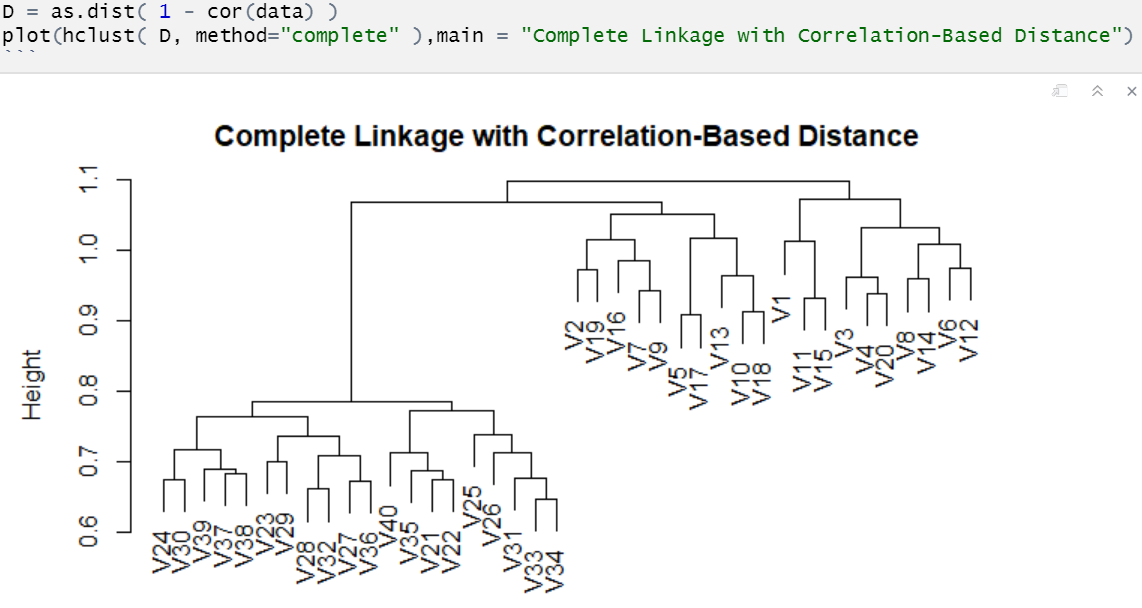 D = as.dist( 1 - cor(data) )
plot(hclust( D, method="complete" ),main = "Complete Linkage with Correlation-Based Distance")
```
Complete Linkage with Correlation-Based Distance
Height
1.1
1.0
0.9
0.8
0.7
0.6
V24
V30
V39
V37
V38
V23
V29
V28
V32
V27
V36
V40
V35
V21
V22
V25
V26
V31
V33
V34
V2
V19
V16
V7
V9
V5
V17
V13
V10
V18
V1
V11
V15
V3
V4
V20
V8
V14
V6
V12